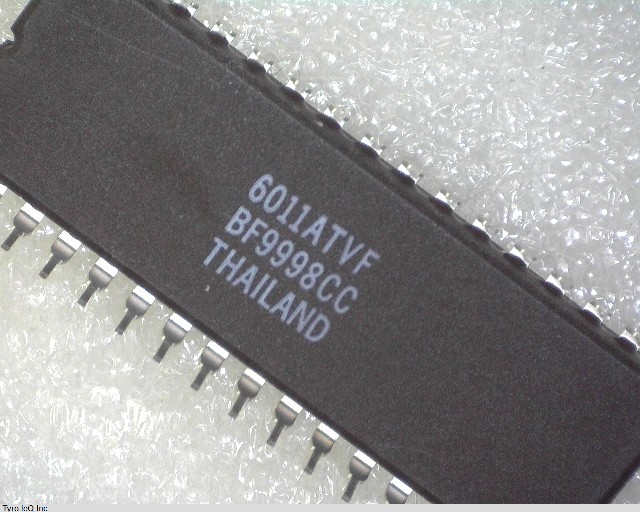 6011ATVF
BF9998CC
THAILAND
Tyro IcQ Inc